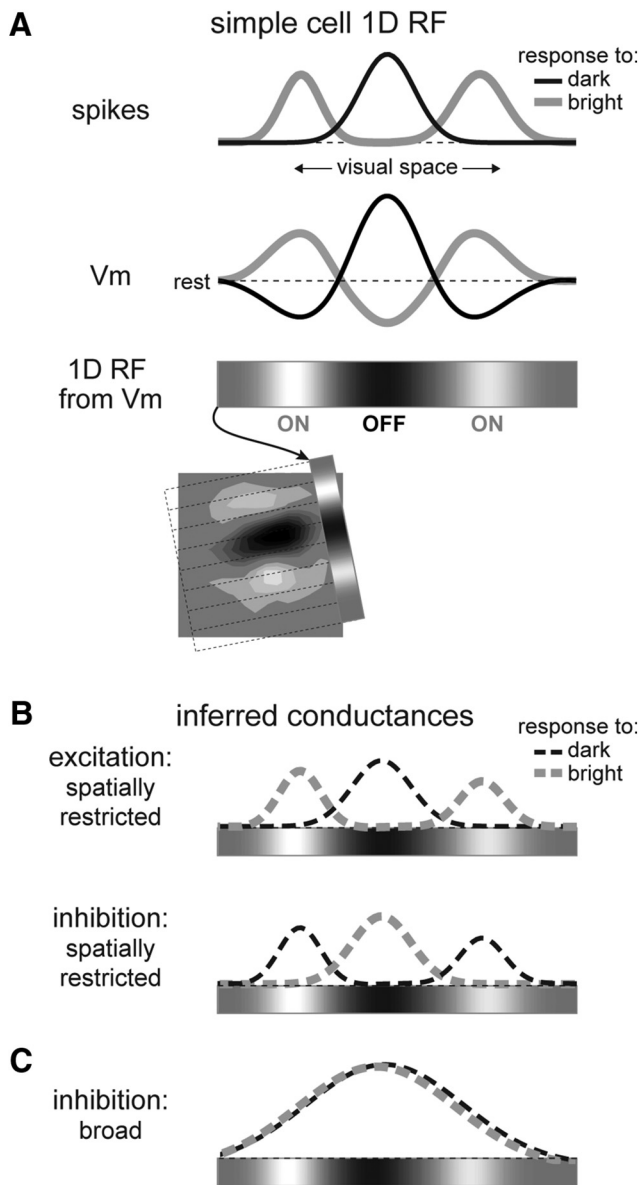 A
simple cell 1D RF
response to:
dark
bright
spikes
visual space
Vm
rest
1D RF
from Vm
ON
OFF
ON
B
inferred conductances
response to:
dark
bright
excitation:
spatially
restricted
inhibition:
spatially
restricted
C
inhibition:
broad